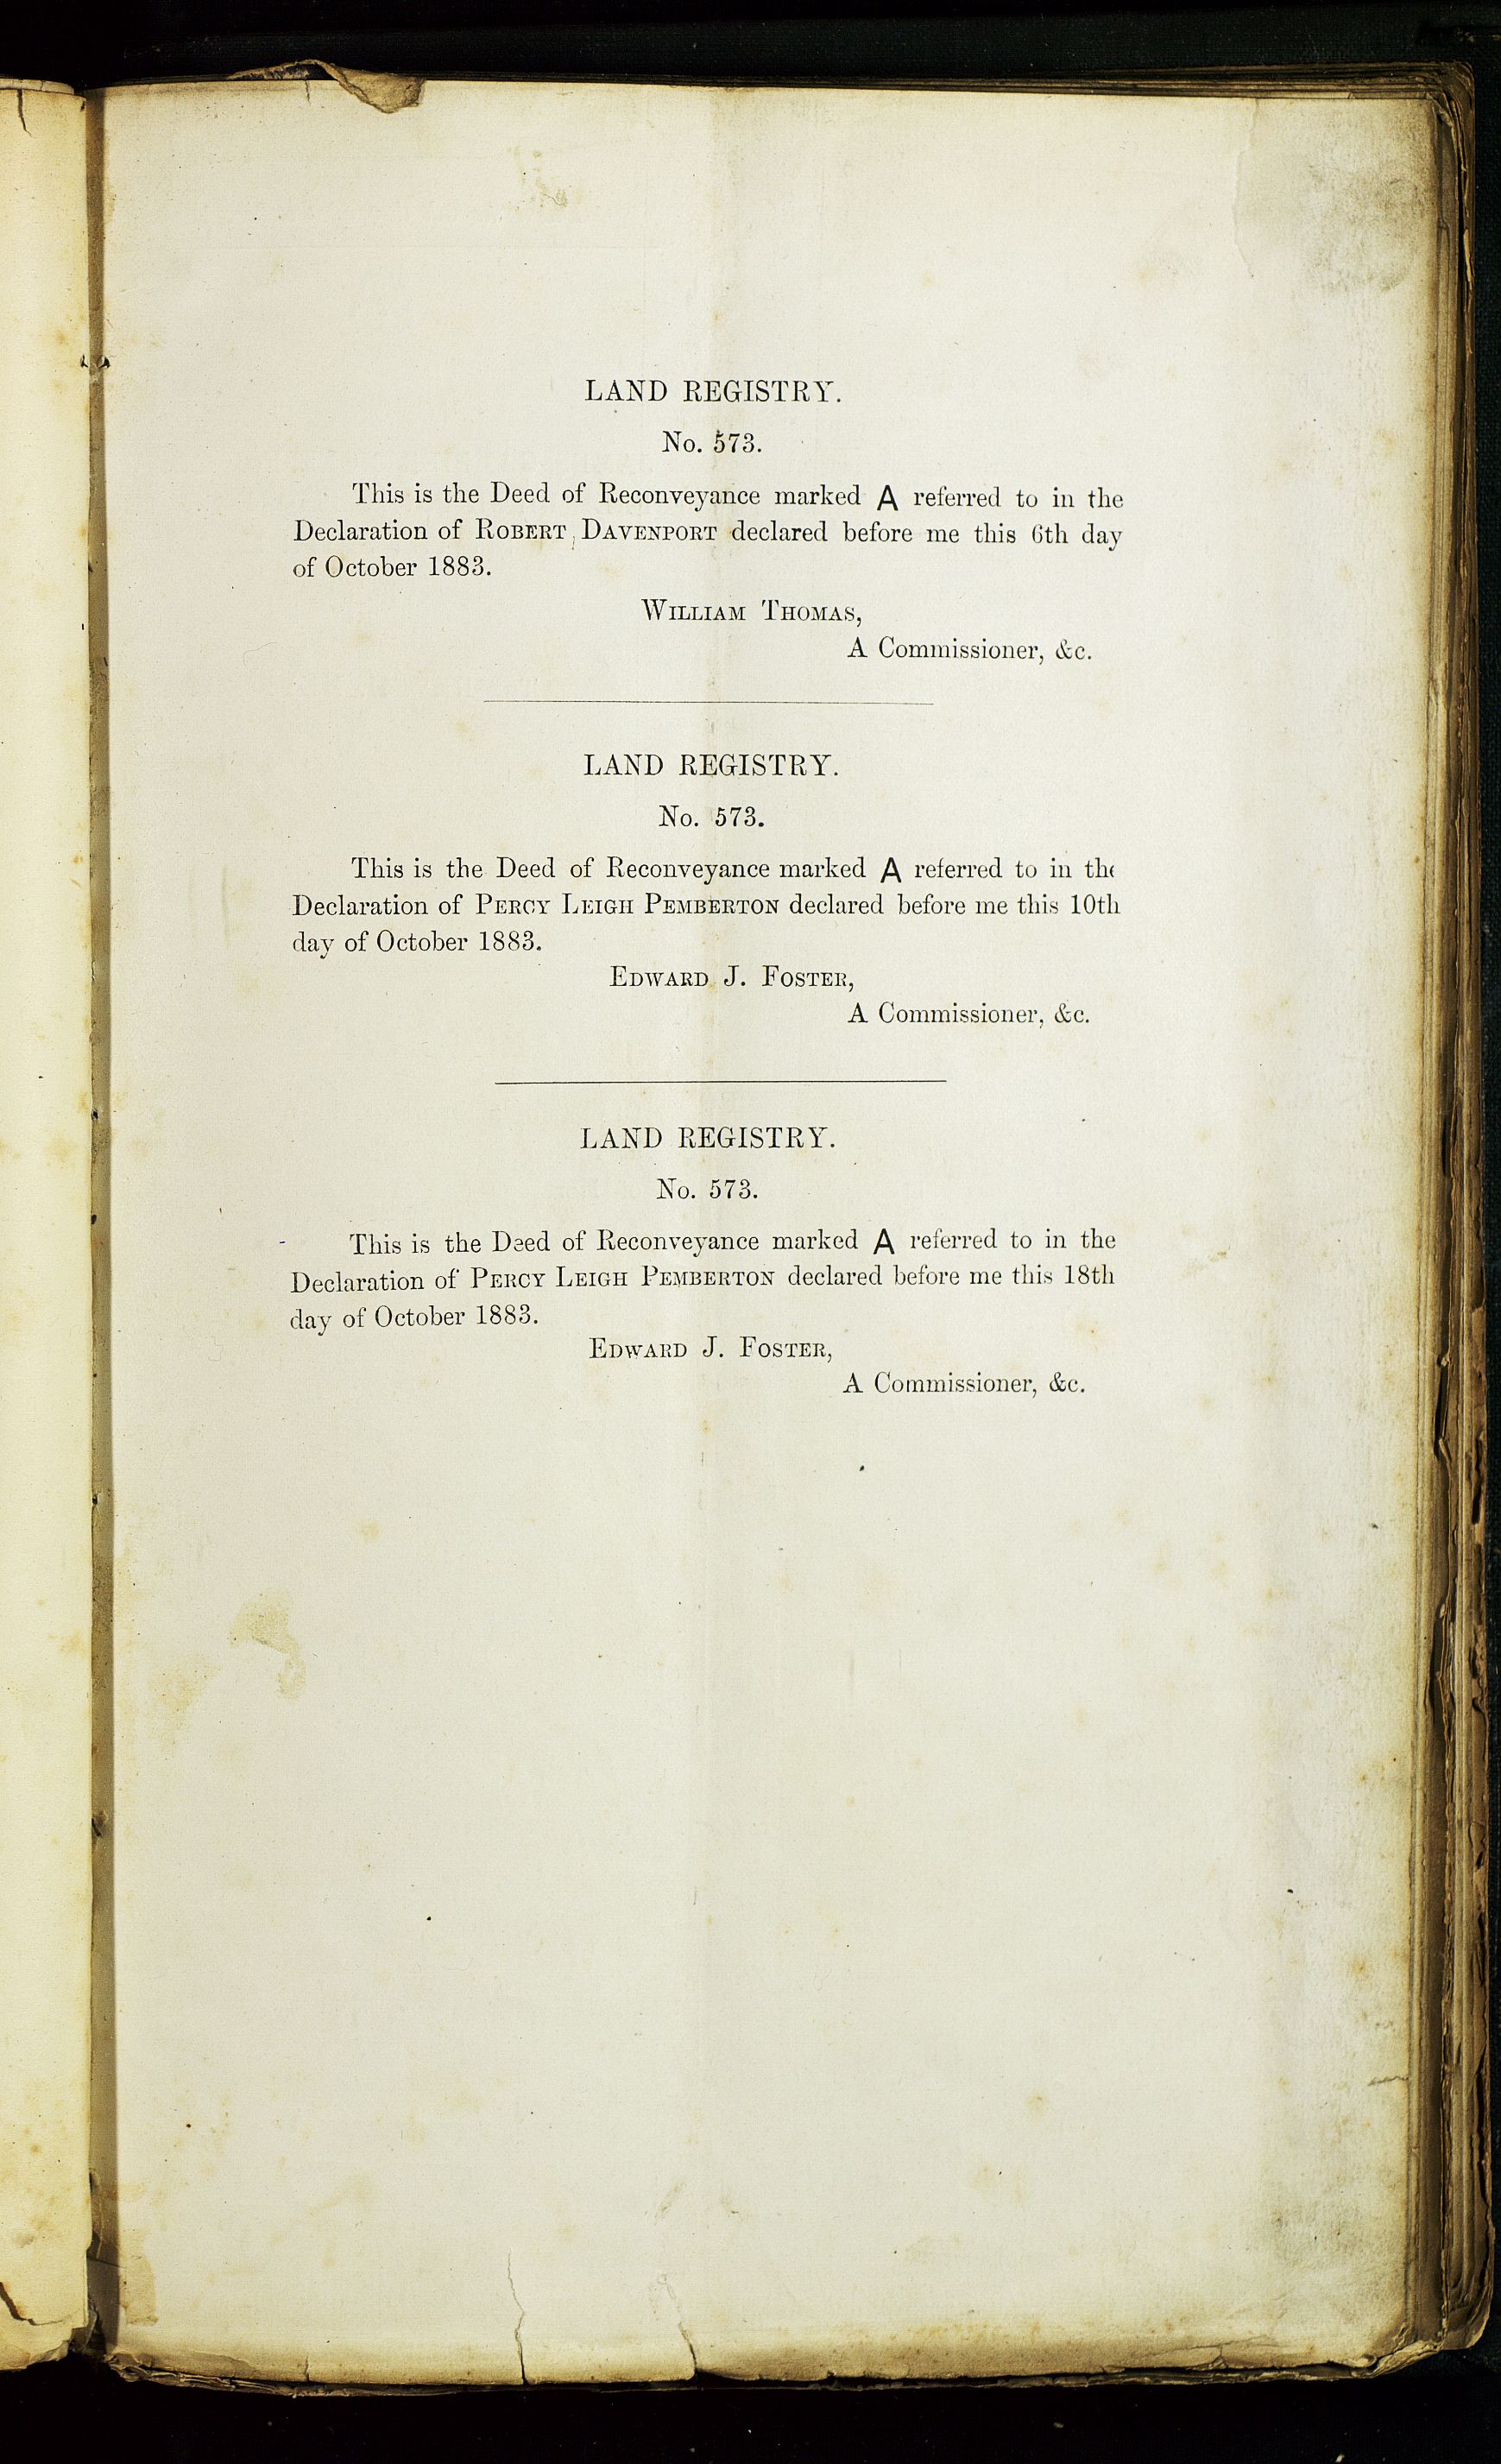 LAND REGISTRY.
No. 573.
This is the Deed of Reconveyance marked A referred to in the
Declaration of ROBERT DAVENPORT declared before me this 6th day
of October 1883.
WILLIAM THOMAS,
A Commissioner, &c.
LAND REGISTRY.
No. 573.
This is the Deed of Reconveyance marked A referred to in the
Declaration of PERCY LEIGH PEMBERTON declared before me this 10th
day of October 1883.
EDWARD J. FOSTER,
A Commissioner, &c.
LAND REGISTRY.
No. 573.
This is the Deed of Reconveyance marked A referred to in the
Declaration of PERCY LEIGH PEMBERTON declared before me this 18th
day of October 1883.
EDWARD J. FOSTER,
A Commissioner, &c.